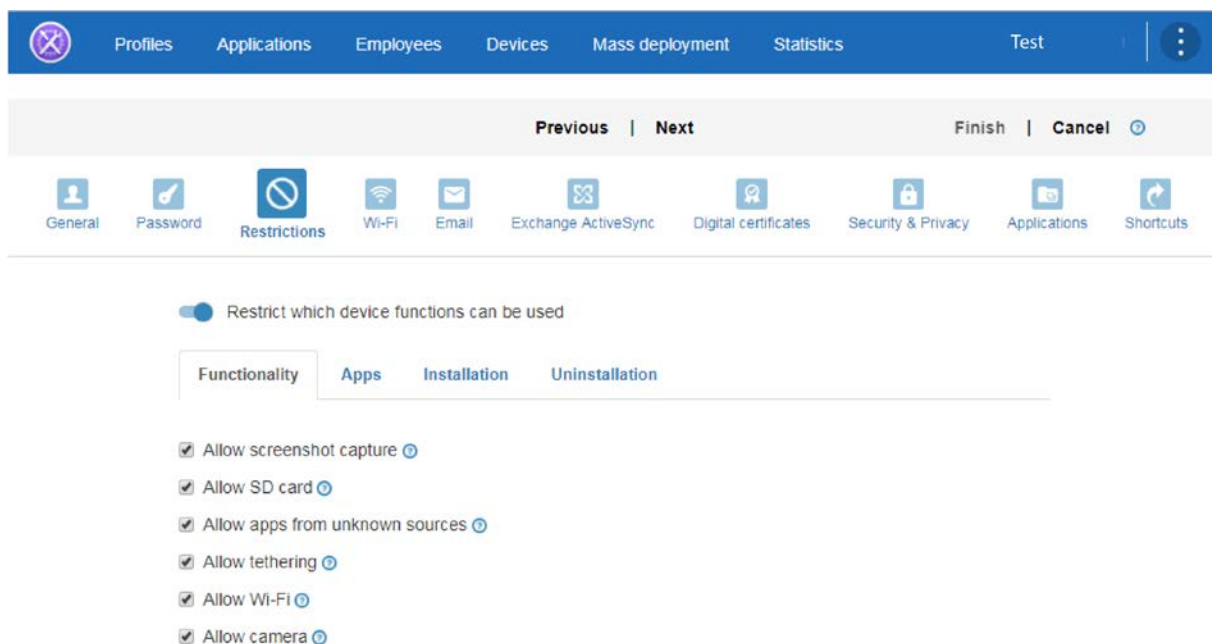 Profiles Applications Employees Devices Mass deployment Statistics Test
Previous | Next Finish | Cancel
General Password Restrictions Wi-Fi Email Exchange ActiveSync Digital certificates Security & Privacy Applications Shortcuts
Restrict which device functions can be used
Functionality Apps Installation Uninstallation
Allow screenshot capture
Allow SD card
Allow apps from unknown sources
Allow tethering
Allow Wi-Fi
Allow camera